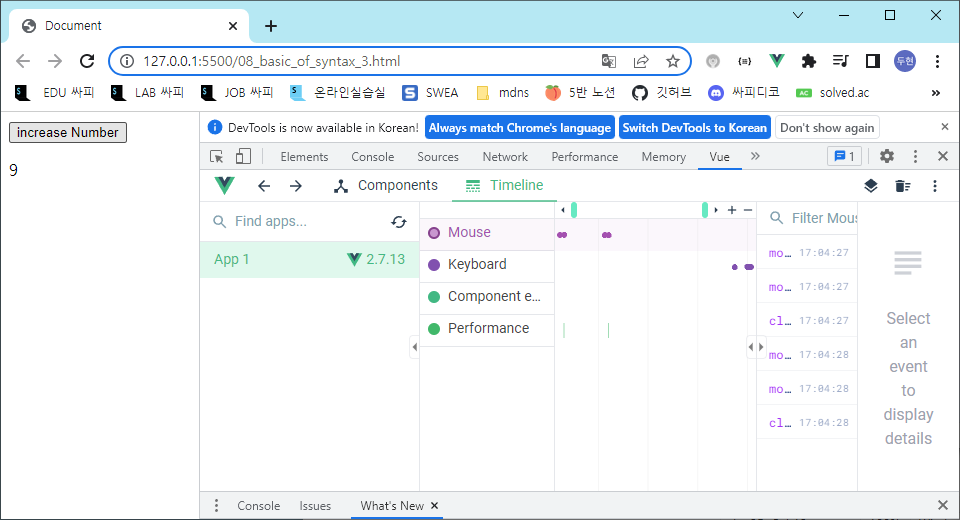 Document
127.0.0.1:5500/08_basic_of_syntax_3.html
두현
EDU 싸피
LAB 싸피
JOB 싸피
온라인실습실
SWEA
mdns
5반 노션
깃허브
싸피디코
solved.ac
increase Number
9
DevTools is now available in Korean!
Always match Chrome's language
Switch DevTools to Korean
Don't show again
Elements
Console
Sources
Network
Performance
Memory
Vue
1
Components
Timeline
Find apps...
App 1
2.7.13
Mouse
Keyboard
Component e...
Performance
Filter Mous
mo... 17:04:27
mo... 17:04:27
cl... 17:04:27
mo... 17:04:28
mo... 17:04:28
cl... 17:04:28
Select
an
event
to
display
details
Console
Issues
What's New